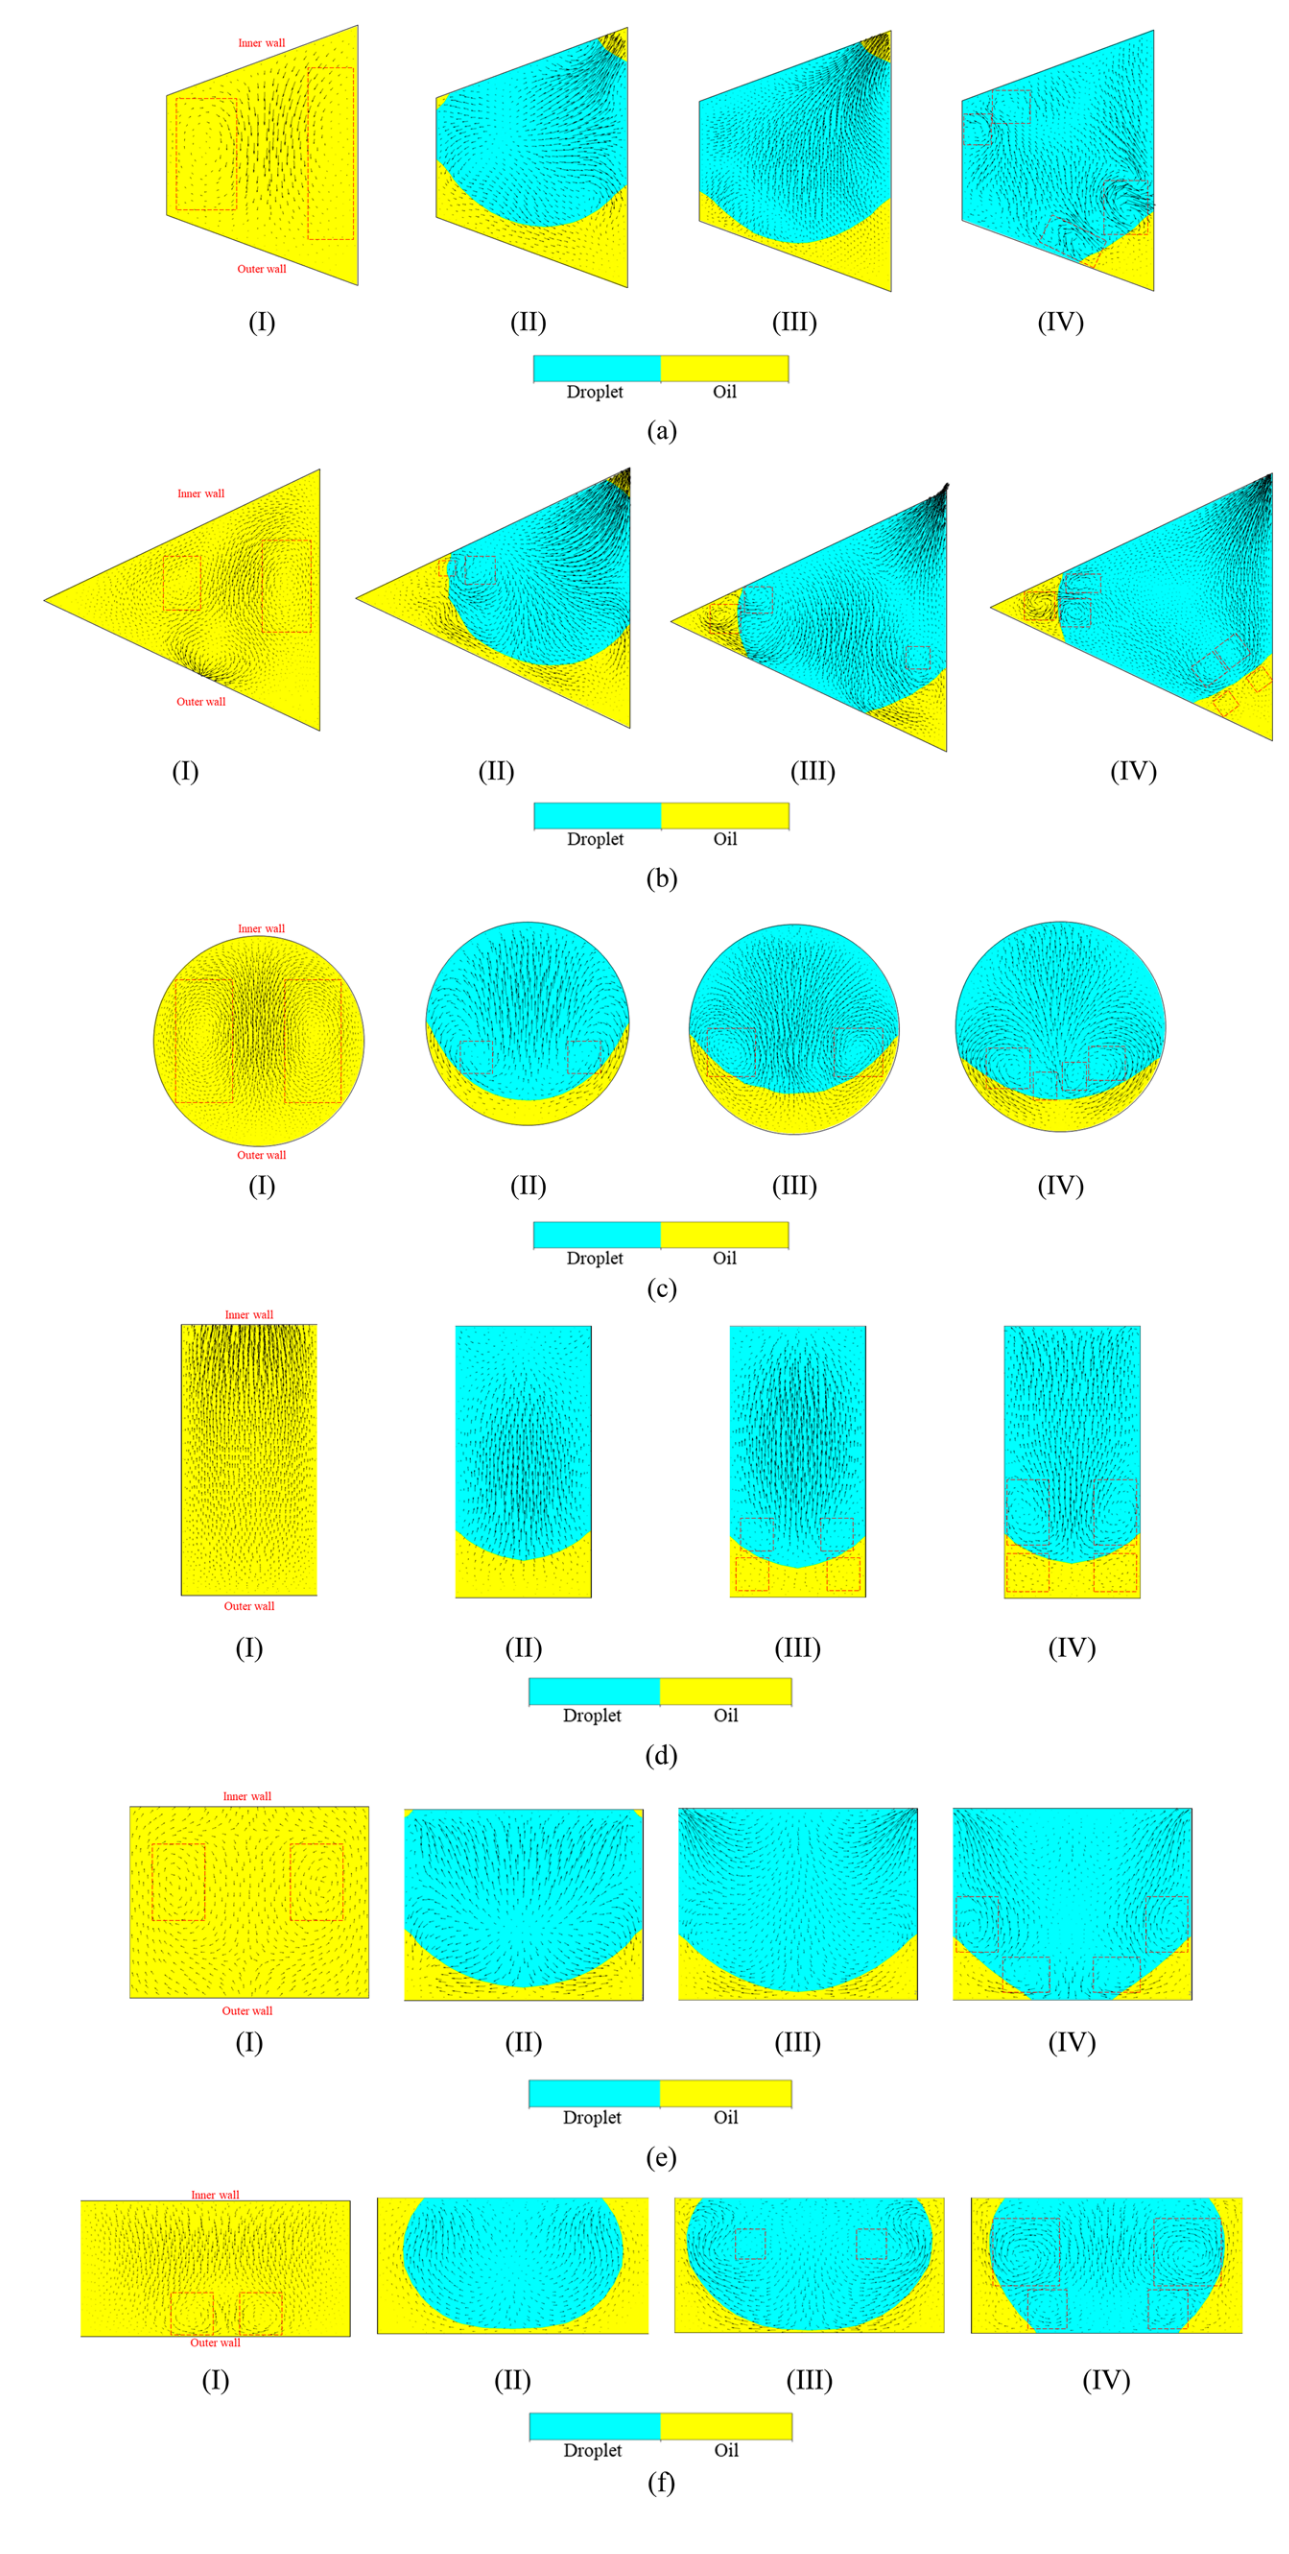 Inner wall
Outer wall
(I) (II) (III) (IV)
Droplet Oil
(a)
Inner wall
Outer wall
(I) (II) (III) (IV)
Droplet Oil
(b)
Inner wall
Outer wall
(I) (II) (III) (IV)
Droplet Oil
(c)
Inner wall
Outer wall
(I) (II) (III) (IV)
Droplet Oil
(d)
Inner wall
Outer wall
(I) (II) (III) (IV)
Droplet Oil
(e)
Inner wall
Outer wall
(I) (II) (III) (IV)
Droplet Oil
(f)